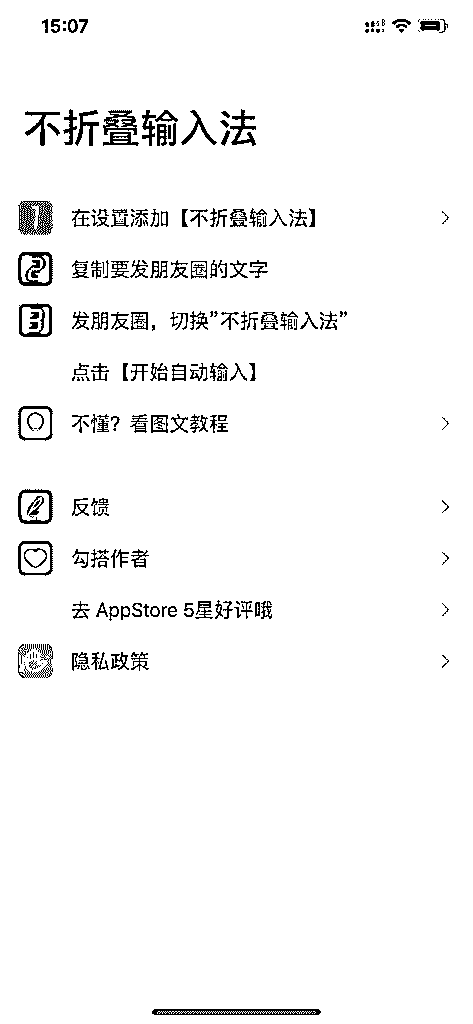 15:07
不折叠输入法
1 在设置添加【不折叠输入法】
2 复制要发朋友圈的文字
3 发朋友圈，切换”不折叠输入法”
点击【开始自动输入】
不懂？看图文教程
反馈
勾搭作者
去 AppStore 5星好评哦
隐私政策